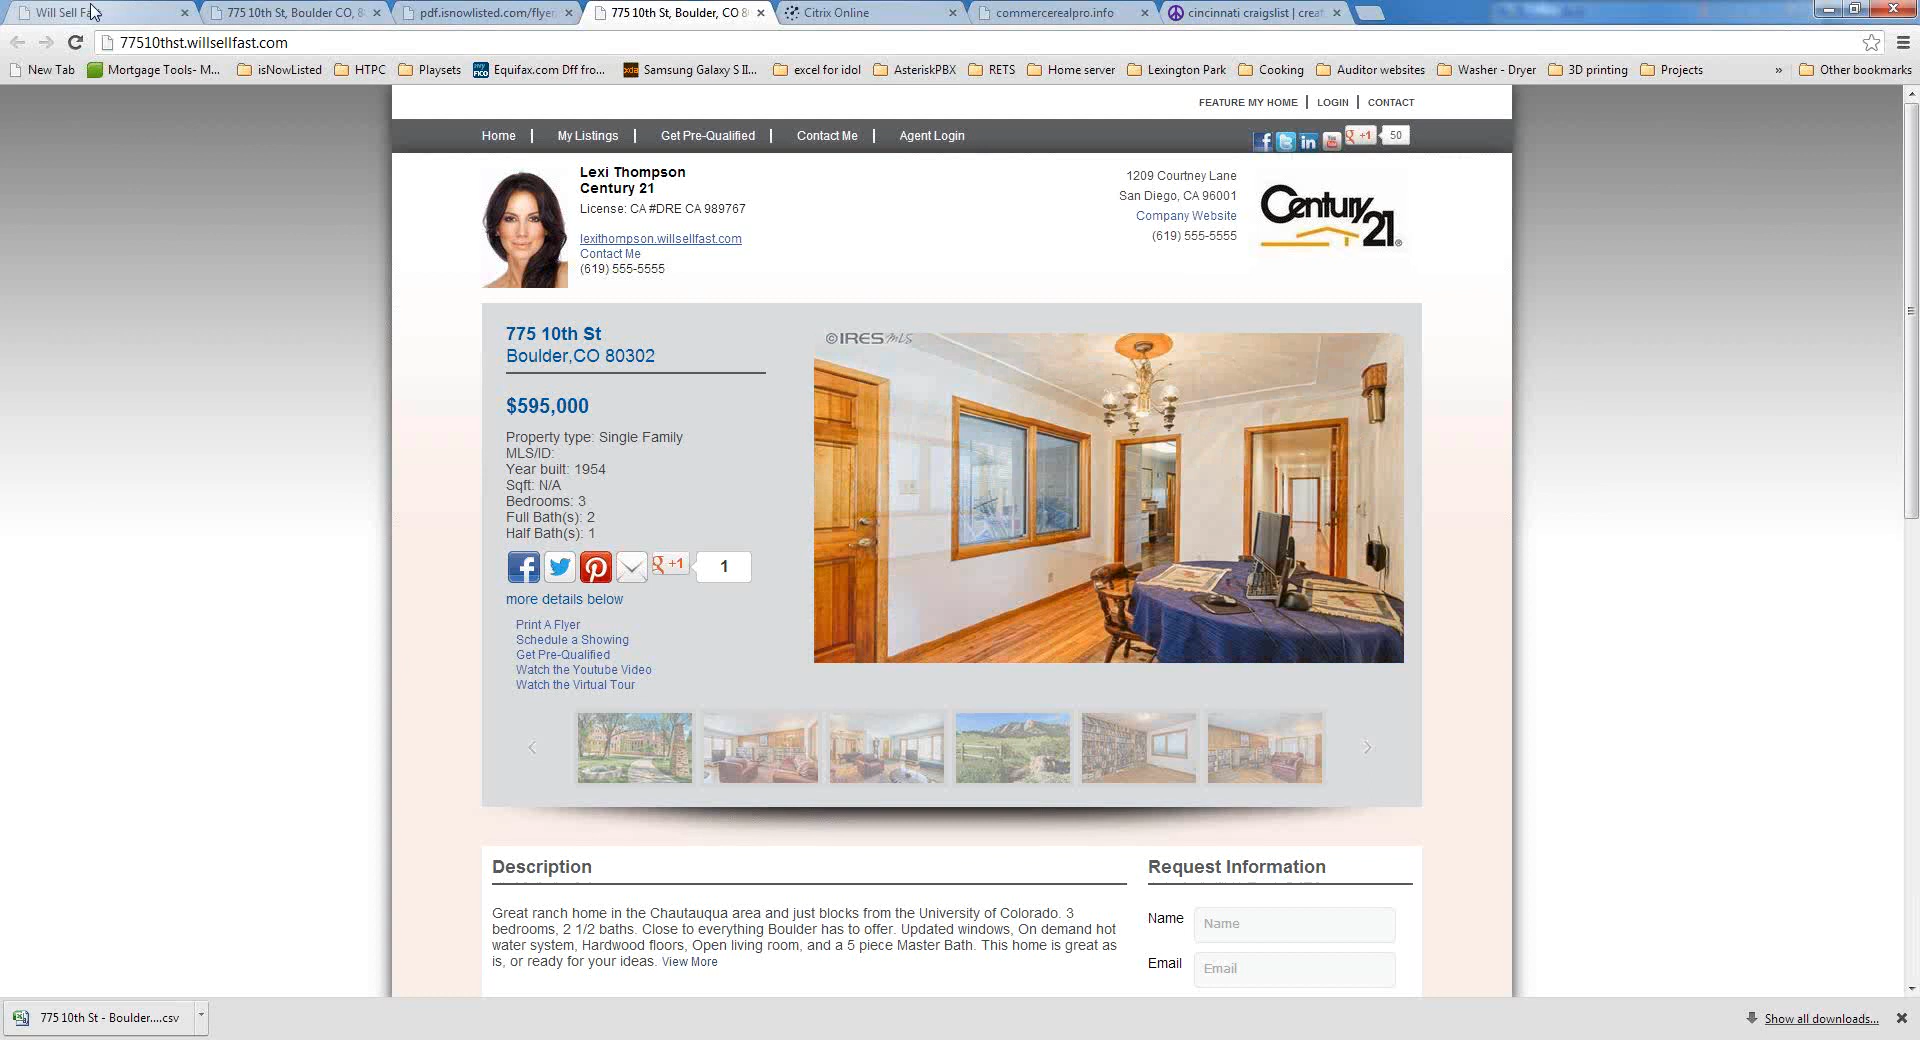 Will Sell Fa
775 10th St, Boulder CO, 8
pdf.isnowlisted.com/flyer
775 10th St, Boulder, CO 8
Citrix Online
commercerealpro.info
cincinnati craigslist | creat
77510thst.willsellfast.com
New Tab
Mortgage Tools- M...
isNowListed
HTPC
Playsets
my FICO
Equifax.com Dff fro...
xda
Samsung Galaxy S II...
excel for idol
AsteriskPBX
RETS
Home server
Lexington Park
Cooking
Auditor websites
Washer - Dryer
3D printing
Projects
»
Other bookmarks
FEATURE MY HOME | LOGIN | CONTACT
Home | My Listings | Get Pre-Qualified | Contact Me | Agent Login
g +1 50
Lexi Thompson
Century 21
License: CA #DRE CA 989767
lexithompson.willsellfast.com
Contact Me
(619) 555-5555
1209 Courtney Lane
San Diego, CA 96001
Company Website
(619) 555-5555
Century 21®
775 10th St
Boulder,CO 80302
$595,000
Property type: Single Family
MLS/ID:
Year built: 1954
Sqft: N/A
Bedrooms: 3
Full Bath(s): 2
Half Bath(s): 1
g +1 1
more details below
Print A Flyer
Schedule a Showing
Get Pre-Qualified
Watch the Youtube Video
Watch the Virtual Tour
©IRES MLS
Description
Great ranch home in the Chautauqua area and just blocks from the University of Colorado. 3
bedrooms, 2 1/2 baths. Close to everything Boulder has to offer. Updated windows, On demand hot
water system, Hardwood floors, Open living room, and a 5 piece Master Bath. This home is great as
is, or ready for your ideas. View More
Request Information
Name Name
Email Email
775 10th St - Boulder....csv
Show all downloads...